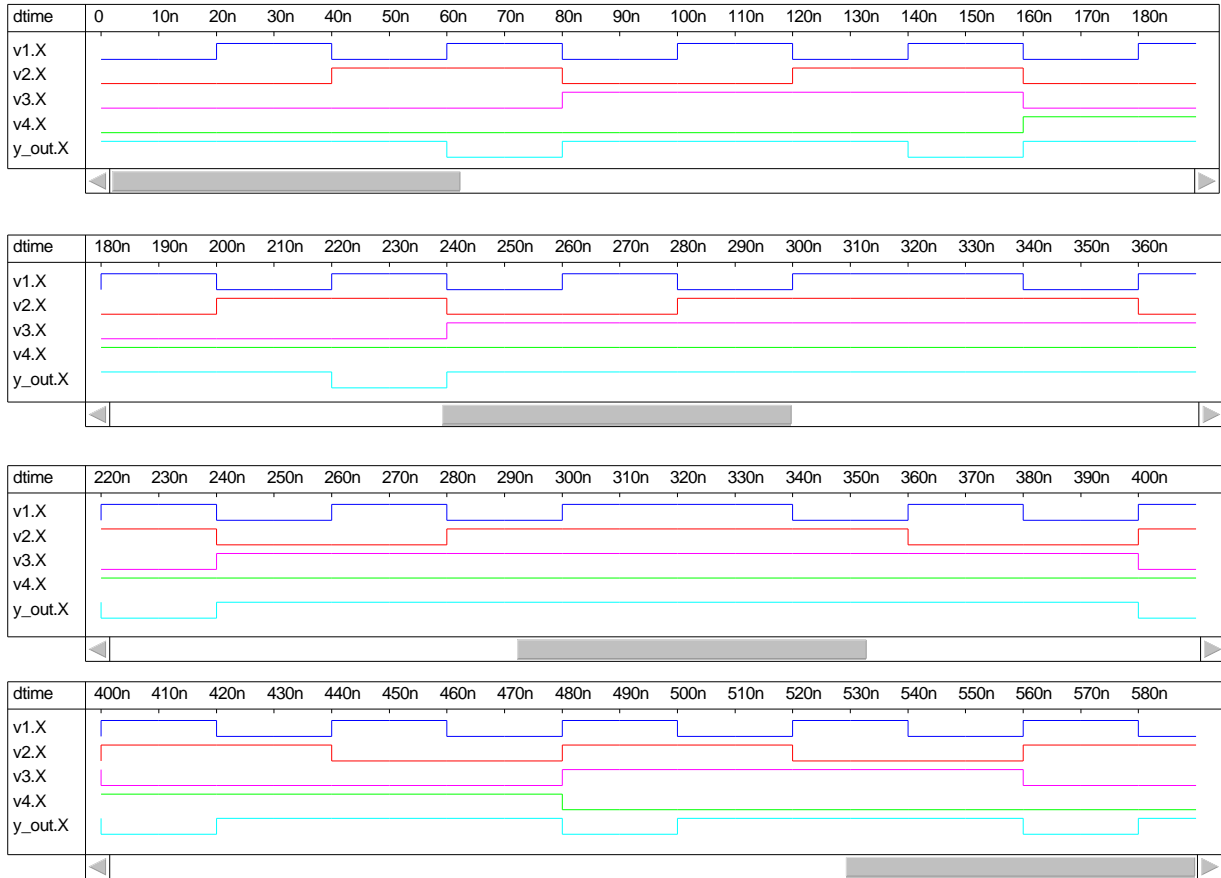 dtime 0 10n 20n 30n 40n 50n 60n 70n 80n 90n 100n 110n 120n 130n 140n 150n 160n 170n 180n
v1.X
v2.X
v3.X
v4.X
y_out.X
dtime 180n 190n 200n 210n 220n 230n 240n 250n 260n 270n 280n 290n 300n 310n 320n 330n 340n 350n 360n
v1.X
v2.X
v3.X
v4.X
y_out.X
dtime 220n 230n 240n 250n 260n 270n 280n 290n 300n 310n 320n 330n 340n 350n 360n 370n 380n 390n 400n
v1.X
v2.X
v3.X
v4.X
y_out.X
dtime 400n 410n 420n 430n 440n 450n 460n 470n 480n 490n 500n 510n 520n 530n 540n 550n 560n 570n 580n
v1.X
v2.X
v3.X
v4.X
y_out.X